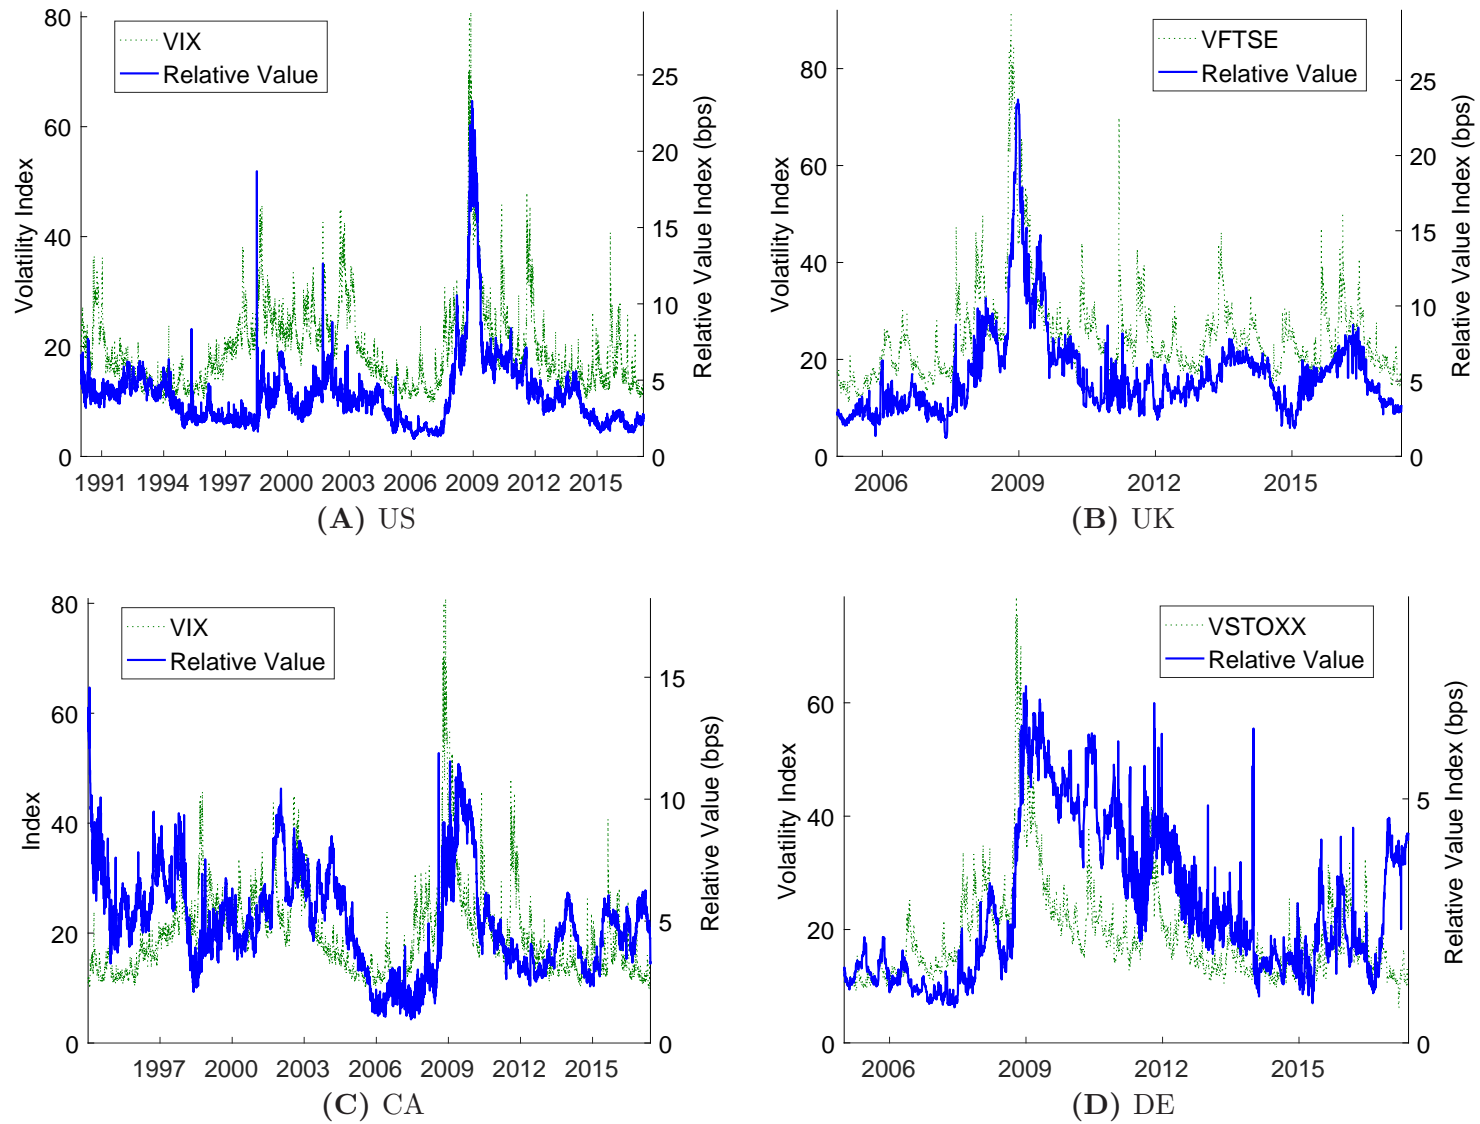 VIX
Relative Value
Volatility Index
80
60
40
20
0
25
20
15
10
5
0
Relative Value Index (bps)
1991 1994 1997 2000 2003 2006 2009 2012 2015
(A) US
VFTSE
Relative Value
Volatility Index
80
60
40
20
0
25
20
15
10
5
0
Relative Value Index (bps)
2006 2009 2012 2015
(B) UK
VIX
Relative Value
Index
80
60
40
20
0
15
10
5
0
Relative Value (bps)
1997 2000 2003 2006 2009 2012 2015
(C) CA
VSTOXX
Relative Value
Volatility Index
60
40
20
0
5
0
Relative Value Index (bps)
2006 2009 2012 2015
(D) DE